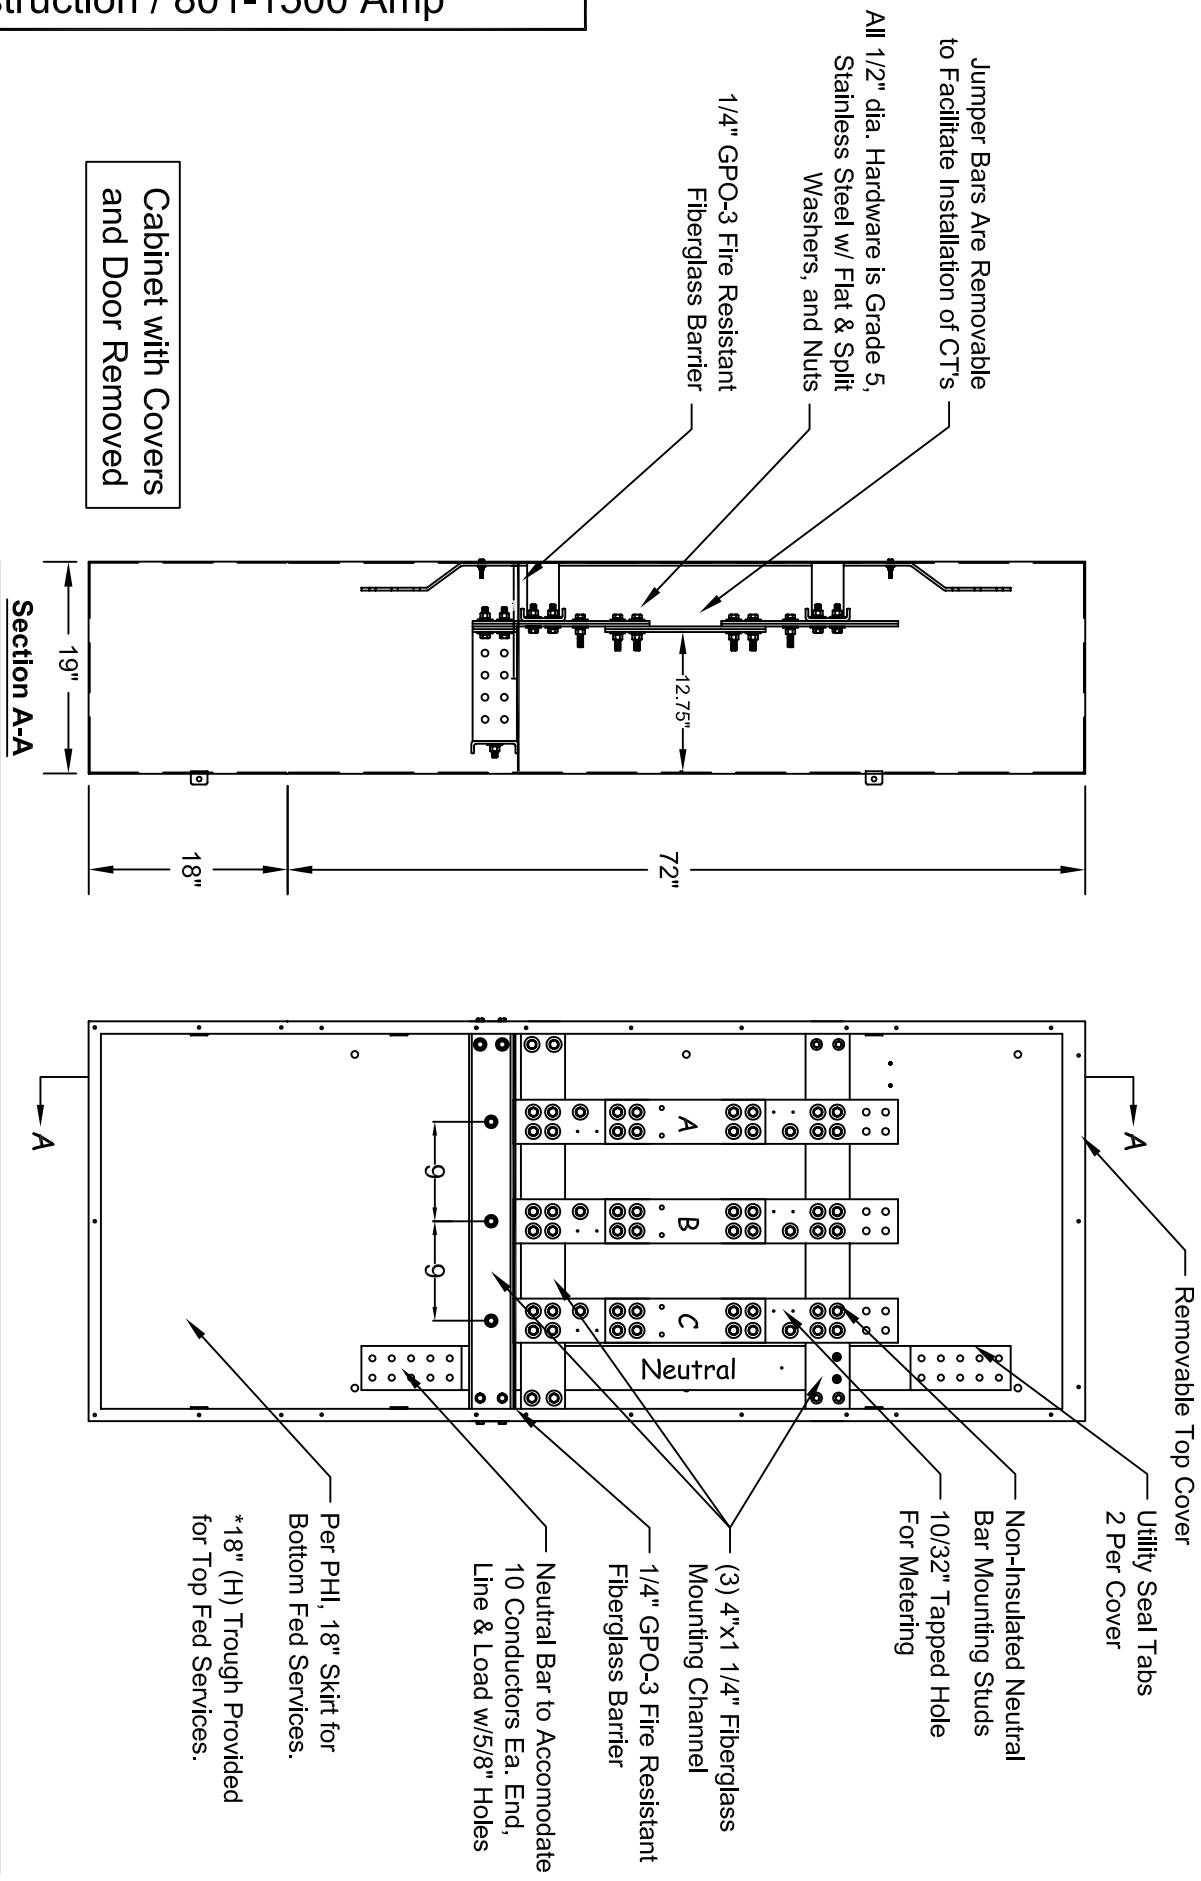 struction / 801-1500 Amp
Jumper Bars Are Removable
to Facilitate Installation of CT's
All 1/2" dia. Hardware is Grade 5,
Stainless Steel w/ Flat & Split
Washers, and Nuts
1/4" GPO-3 Fire Resistant
Fiberglass Barrier
Cabinet with Covers
and Door Removed
12.75"
19"
Section A-A
72"
18"
A
A
A
B
C
Neutral
9
9
Removable Top Cover
Utility Seal Tabs
2 Per Cover
Non-Insulated Neutral
Bar Mounting Studs
10/32" Tapped Hole
For Metering
(3) 4"x1 1/4" Fiberglass
Mounting Channel
1/4" GPO-3 Fire Resistant
Fiberglass Barrier
Neutral Bar to Accomodate
10 Conductors Ea. End,
Line & Load w/5/8" Holes
Per PHI, 18" Skirt for
Bottom Fed Services.
*18" (H) Trough Provided
for Top Fed Services.